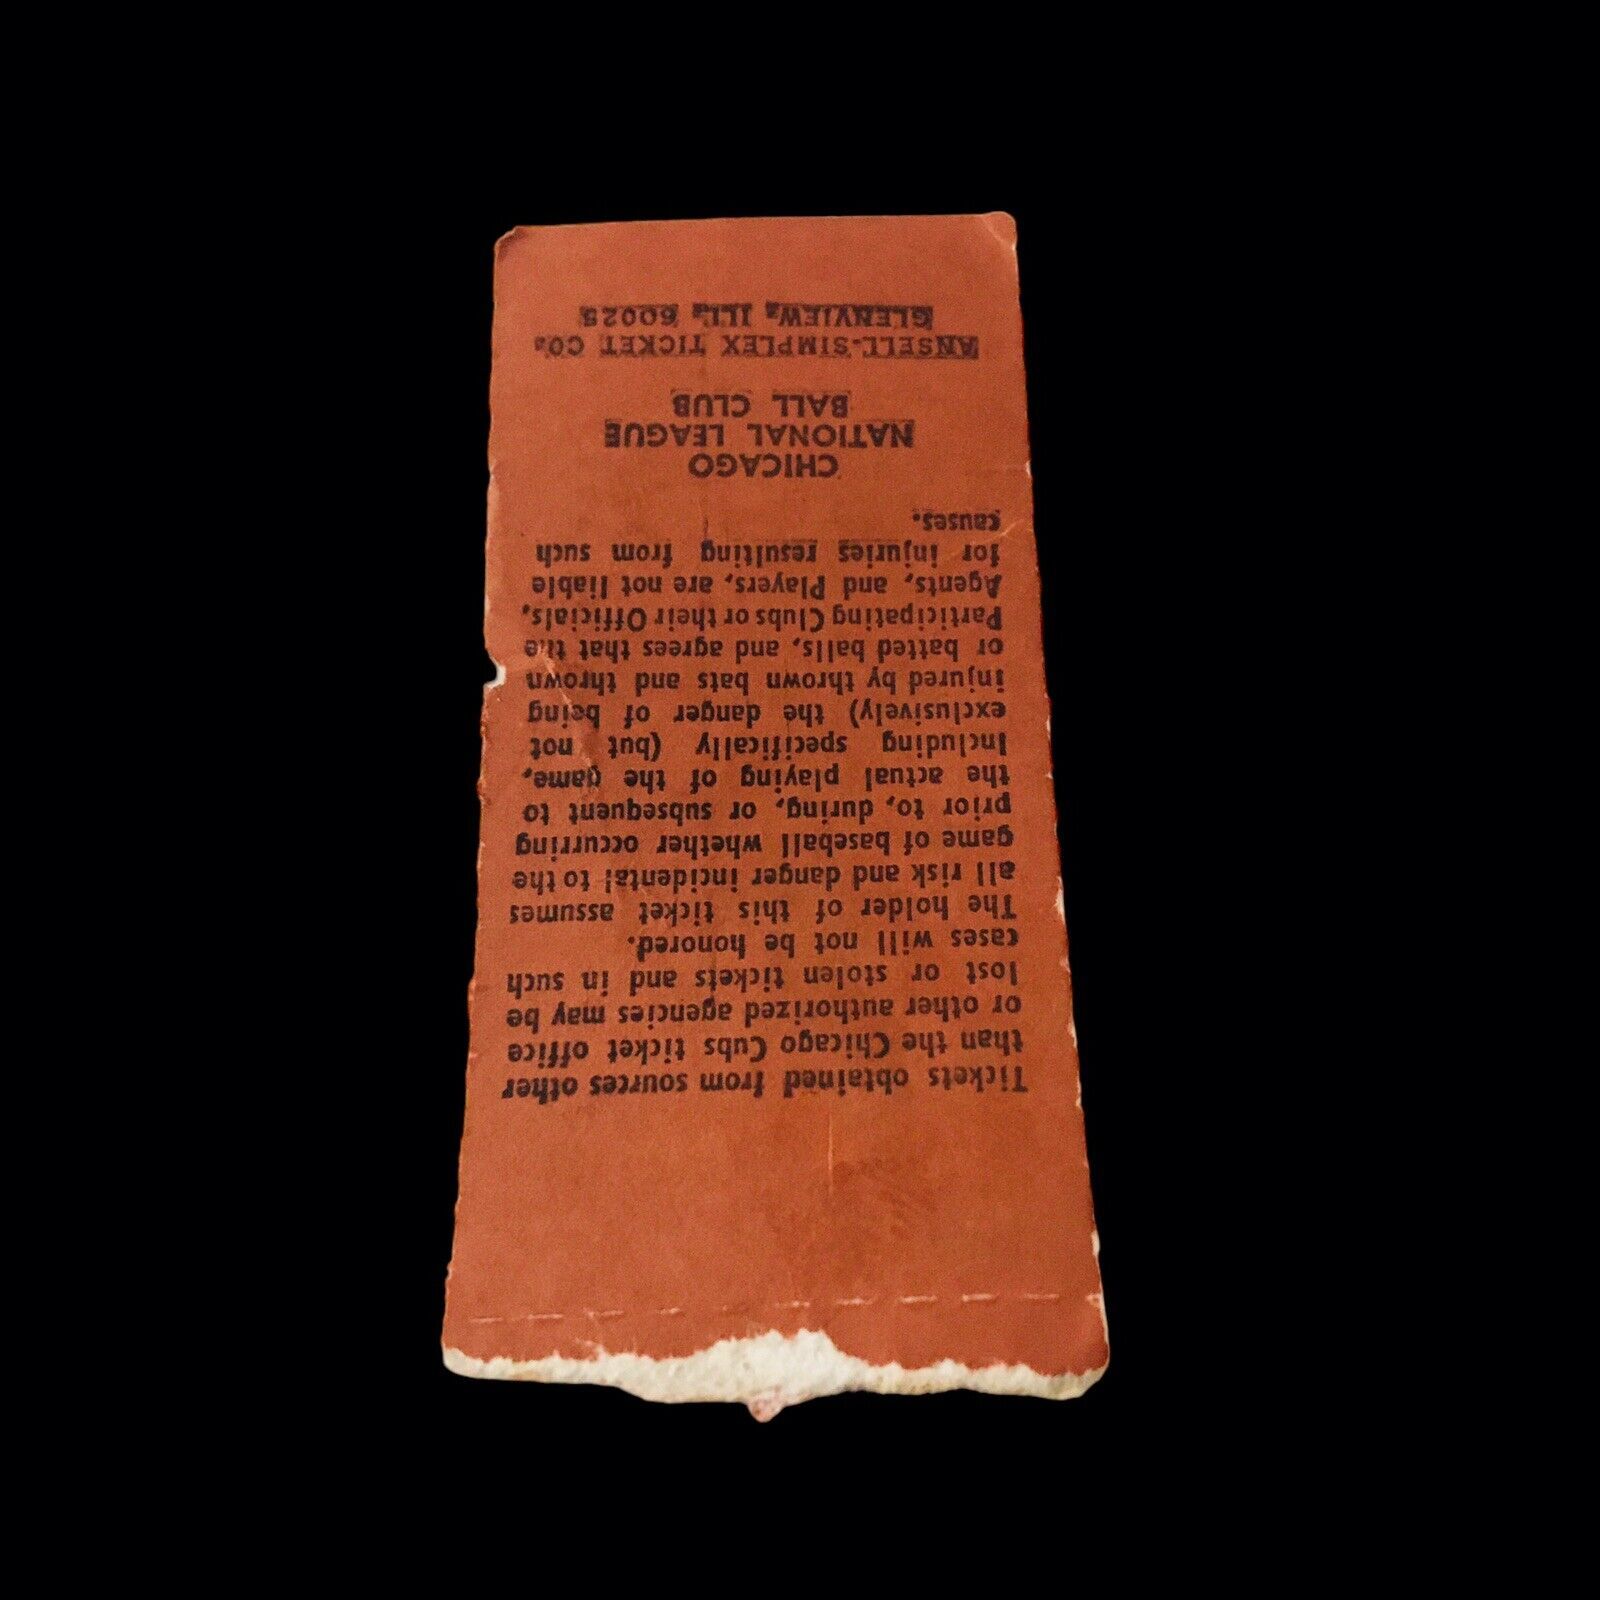 Tickets obtained from sources other
than the Chicago Cubs ticket office
or other authorized agencies may be
lost or stolen tickets and in such
cases will not be honored.
The holder of this ticket assumes
all risk and danger incidental to the
game of baseball whether occurring
prior to, during, or subsequent to
the actual playing of the game,
Including specifically (but not
exclusively) the danger of being
injured by thrown bats and thrown
or batted balls, and agrees that the
Participating Clubs or their Officials,
Agents, and Players, are not liable
for injuries resulting from such
causes.
CHICAGO
NATIONAL LEAGUE
BALL CLUB
ANSELL-SIMPLEX TICKET CO.
GLENVIEW, ILL. 60025